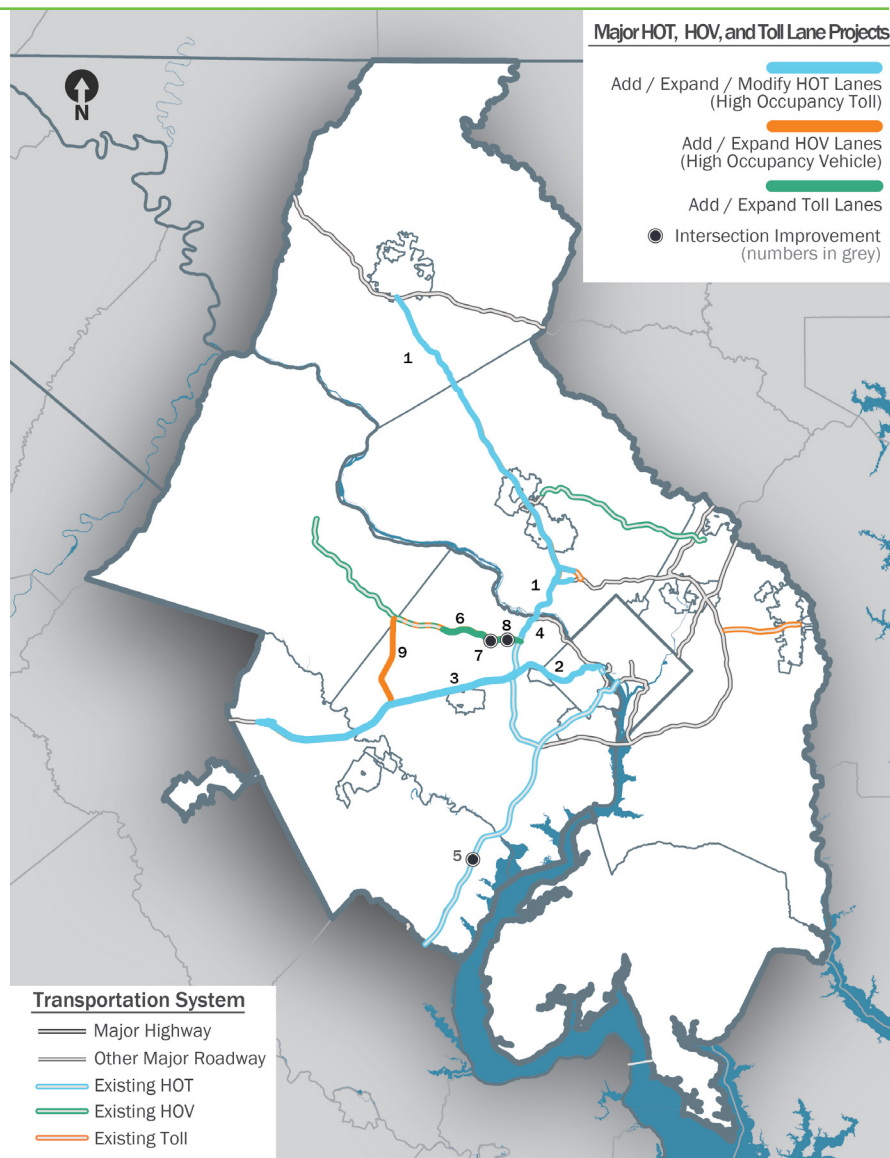 Major HOT, HOV, and Toll Lane Projects
Add / Expand / Modify HOT Lanes
(High Occupancy Toll)
Add / Expand HOV Lanes
(High Occupancy Vehicle)
Add / Expand Toll Lanes
Intersection Improvement
(numbers in grey)
N
1
1
6
8
4
7
9
3
2
5
Transportation System
Major Highway
Other Major Roadway
Existing HOT
Existing HOV
Existing Toll